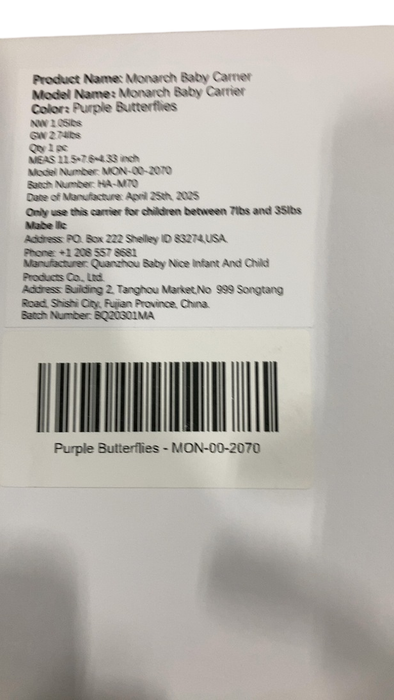 Product Name: Monarch Baby Carrier
Model Name: Monarch Baby Carrier
Color: Purple Butterflies
NW 1.05lbs
GW 2.74lbs
Qty 1 pc
MEAS 11.5*7.6*4.33 inch
Model Number: MON-00-2070
Batch Number: HA-M70
Date of Manufacture: April 25th, 2025
Only use this carrier for children between 7lbs and 35lbs
Mabe llc
Address: P.O. Box 222 Shelley ID 83274,USA.
Phone: +1 208 557 8681
Manufacturer: Quanzhou Baby Nice Infant And Child
Products Co., Ltd.
Address: Building 2, Tanghou Market,No 999 Songtang
Road, Shishi City, Fujian Province, China.
Batch Number: BQ20301MA
Purple Butterflies - MON-00-2070